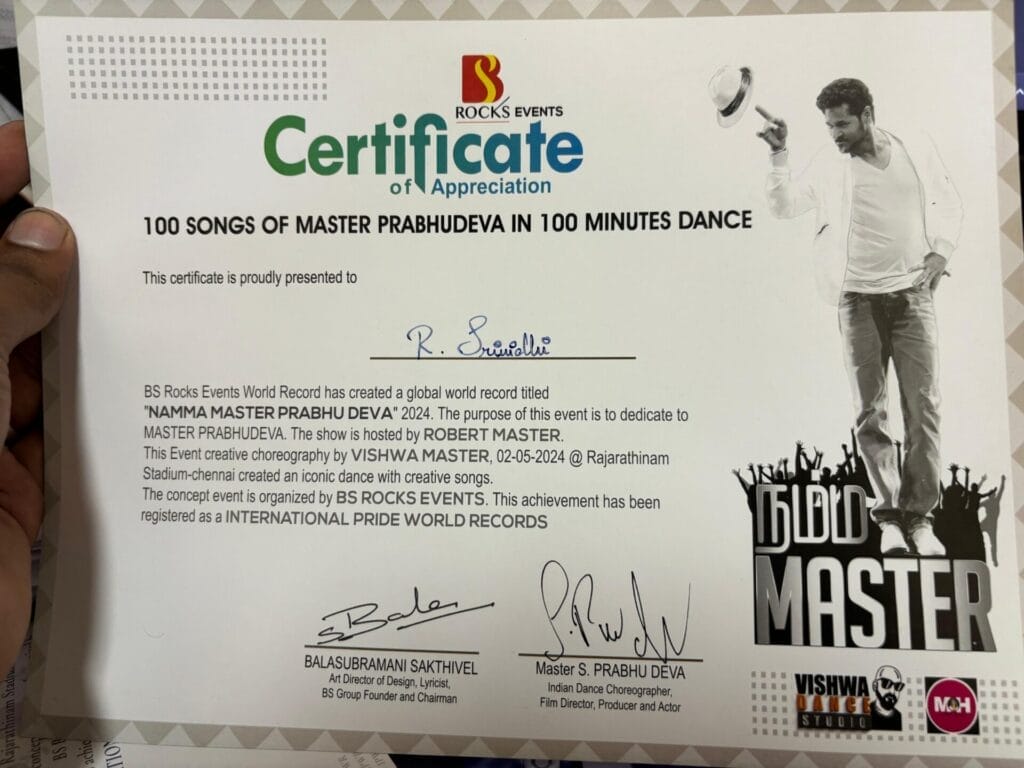 BS
ROCKS EVENTS
Certificate
of Appreciation
100 SONGS OF MASTER PRABHUDEVA IN 100 MINUTES DANCE
This certificate is proudly presented to
R. Srinidhi
BS Rocks Events World Record has created a global world record titled
"NAMMA MASTER PRABHU DEVA" 2024. The purpose of this event is to dedicate to
MASTER PRABHUDEVA. The show is hosted by ROBERT MASTER.
This Event creative choreography by VISHWA MASTER, 02-05-2024 @ Rajarathinam
Stadium-chennai created an iconic dance with creative songs.
The concept event is organized by BS ROCKS EVENTS. This achievement has been
registered as a INTERNATIONAL PRIDE WORLD RECORDS
SBala
BALASUBRAMANI SAKTHIVEL
Art Director of Design, Lyricist,
BS Group Founder and Chairman
Master S. PRABHU DEVA
Indian Dance Choreographer,
Film Director, Producer and Actor
நம்ம
MASTER
VISHWA
DANCE
STUDIO
M H
Rajarathinam Stadi